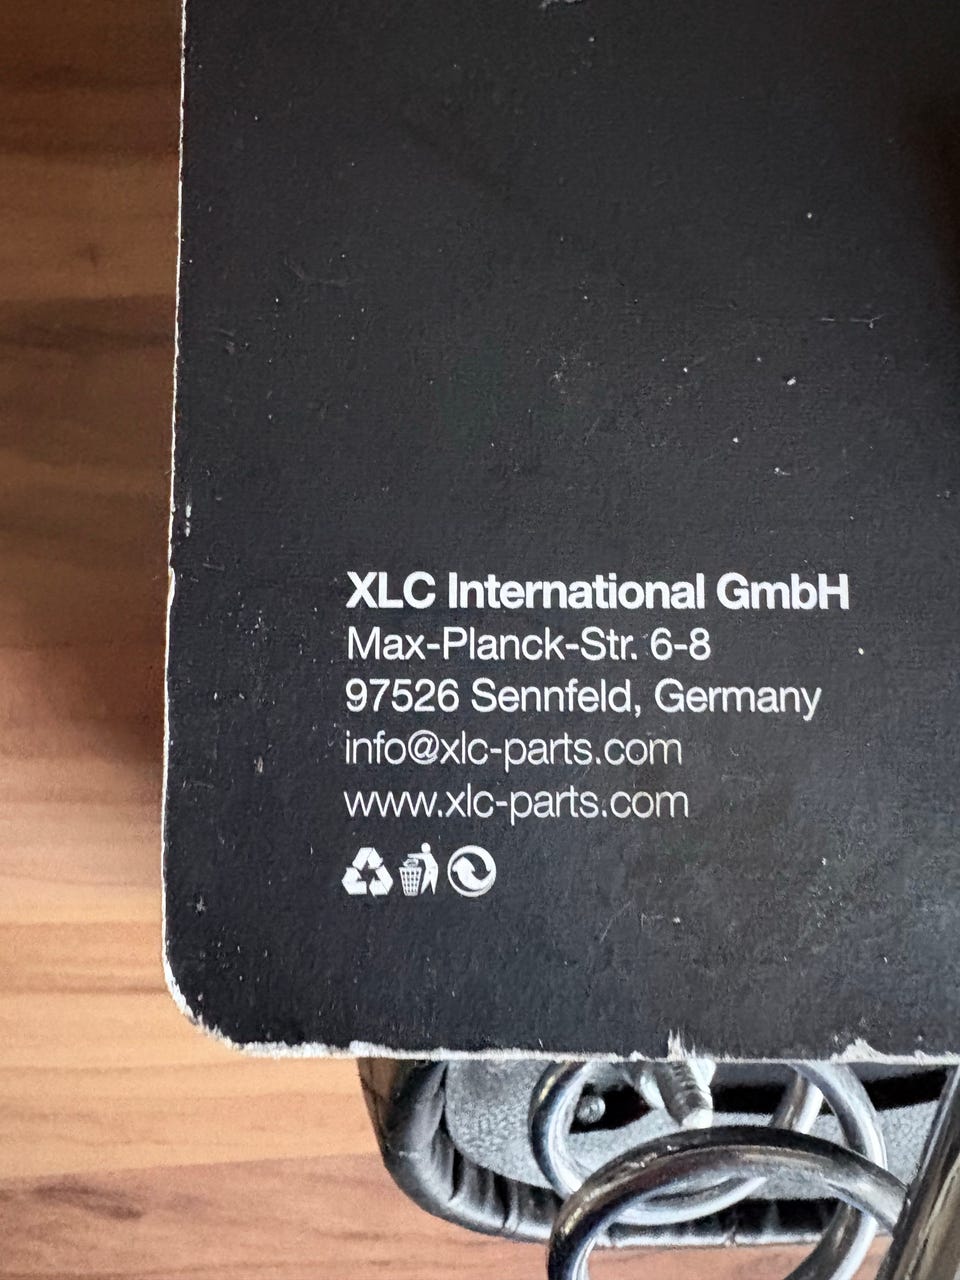 XLC International GmbH
Max-Planck-Str. 6-8
97526 Sennfeld, Germany
info@xlc-parts.com
www.xlc-parts.com